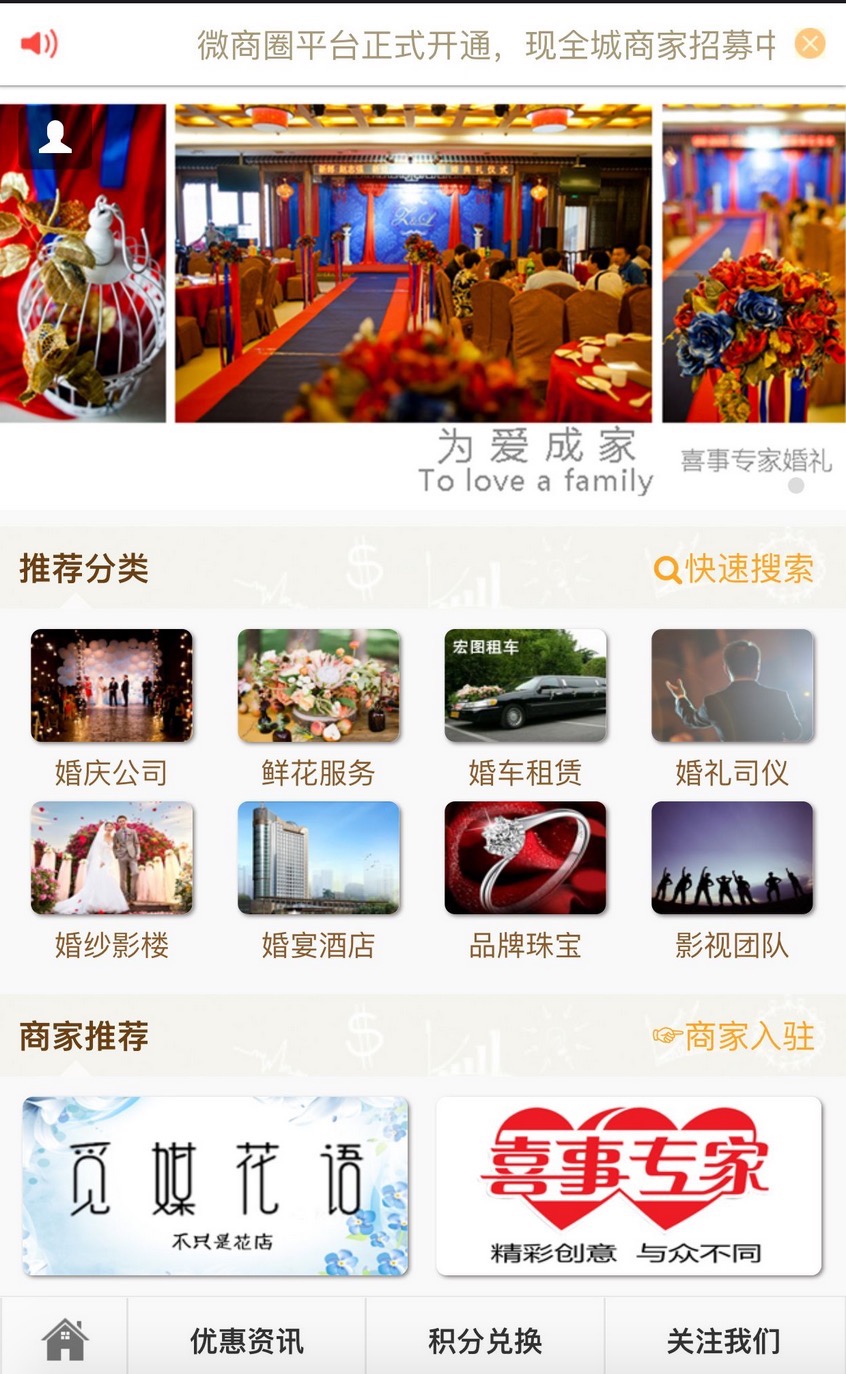 微商圈平台正式开通，现全城商家招募中
为爱成家
To love a family
喜事专家婚礼
推荐分类
快速搜索
宏图租车
婚庆公司
鲜花服务
婚车租赁
婚礼司仪
婚纱影楼
婚宴酒店
品牌珠宝
影视团队
商家推荐
商家入驻
觅媒花语
不只是花店
喜事专家
精彩创意 与众不同
优惠资讯
积分兑换
关注我们